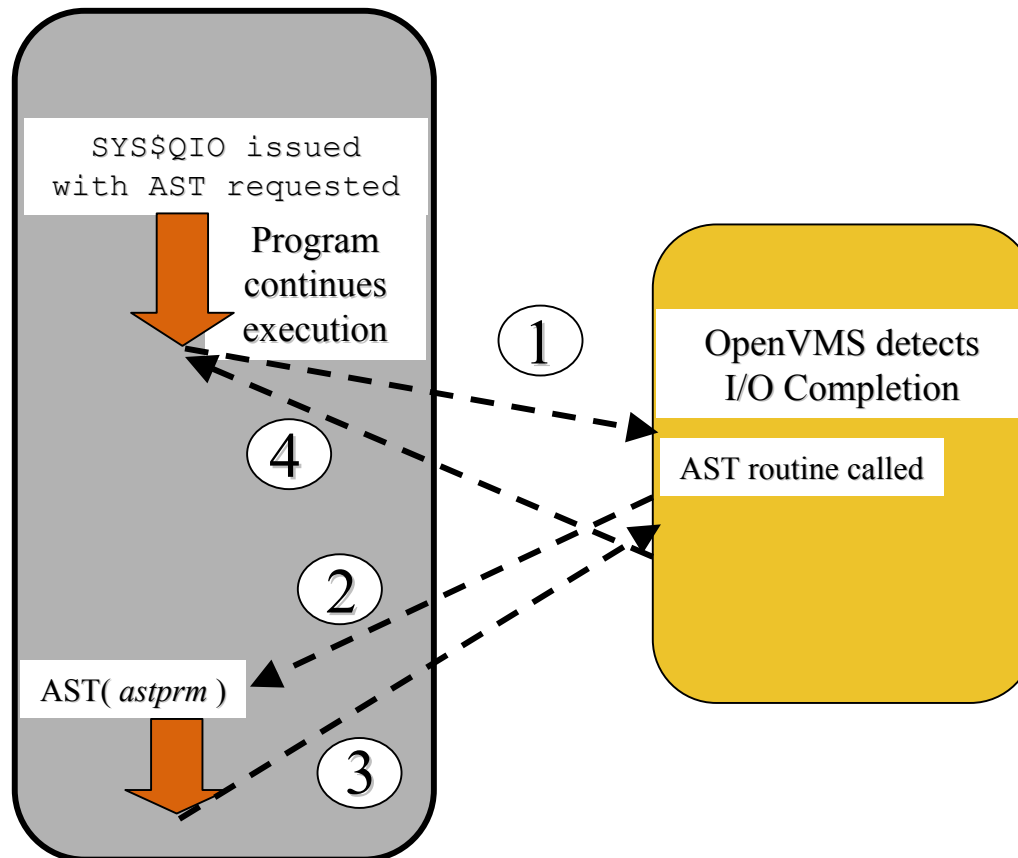 SYS$QIO issued
with AST requested
Program
continues
execution
1
OpenVMS detects
I/O Completion
4
AST routine called
2
AST( astprm )
3